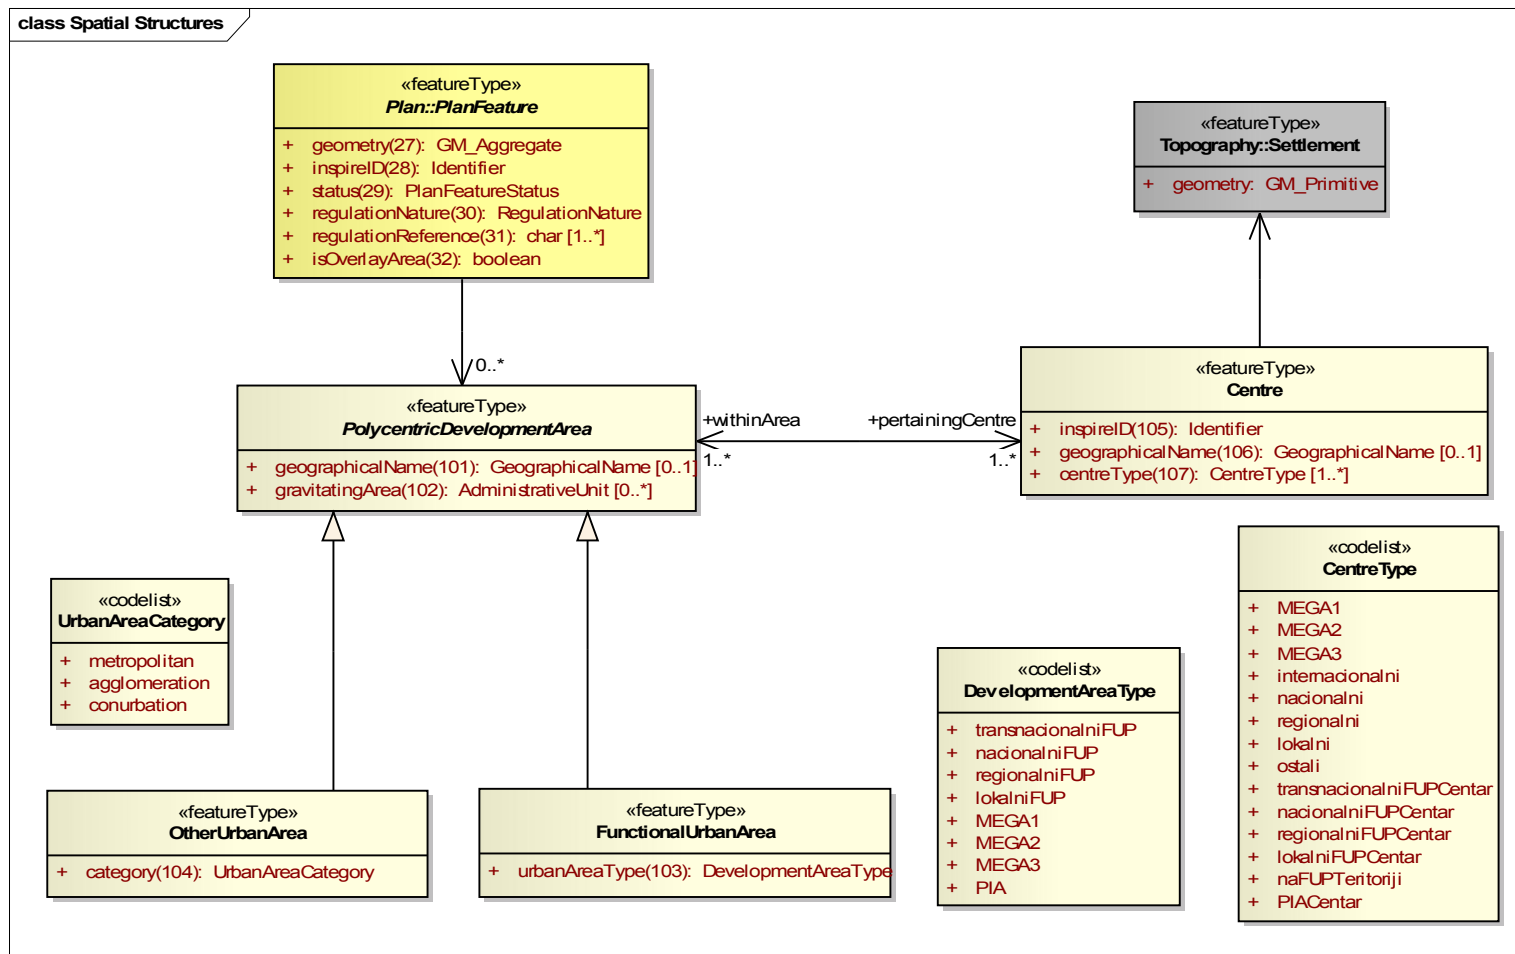 class Spatial Structures
«featureType»
Plan::PlanFeature
+ geometry(27): GM_Aggregate
+ inspireID(28): Identifier
+ status(29): PlanFeatureStatus
+ regulationNature(30): RegulationNature
+ regulationReference(31): char [1..*]
+ isOverlayArea(32): boolean
«featureType»
Topography::Settlement
+ geometry: GM_Primitive
0..*
«featureType»
PolycentricDevelopmentArea
+ geographicalName(101): GeographicalName [0..1]
+ gravitatingArea(102): AdministrativeUnit [0..*]
+withinArea
1..*
+pertainingCentre
1..*
«featureType»
Centre
+ inspireID(105): Identifier
+ geographicalName(106): GeographicalName [0..1]
+ centreType(107): CentreType [1..*]
«codelist»
UrbanAreaCategory
+ metropolitan
+ agglomeration
+ conurbation
«codelist»
DevelopmentAreaType
+ transnacionalniFUP
+ nacionalniFUP
+ regionalniFUP
+ lokalniFUP
+ MEGA1
+ MEGA2
+ MEGA3
+ PIA
«codelist»
CentreType
+ MEGA1
+ MEGA2
+ MEGA3
+ internacionalni
+ nacionalni
+ regionalni
+ lokalni
+ ostali
+ transnacionalniFUPCentar
+ nacionalniFUPCentar
+ regionalniFUPCentar
+ lokalniFUPCentar
+ naFUPTeritoriji
+ PIACentar
«featureType»
OtherUrbanArea
+ category(104): UrbanAreaCategory
«featureType»
FunctionalUrbanArea
+ urbanAreaType(103): DevelopmentAreaType